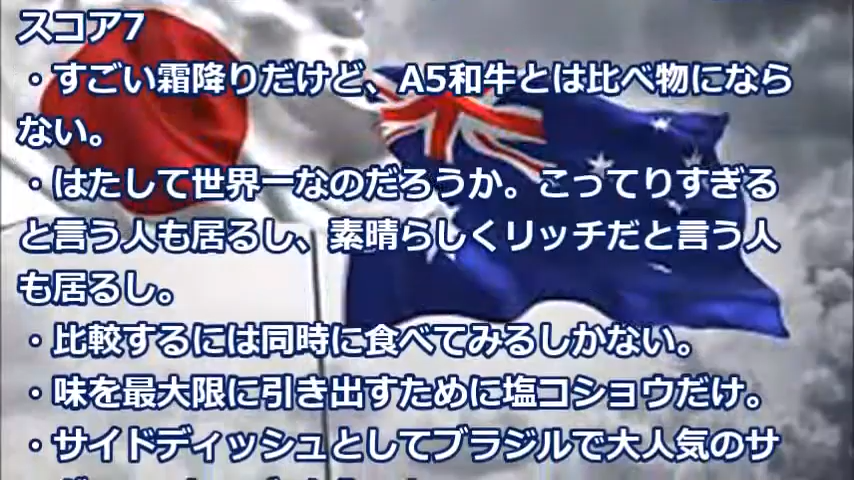 スコア7
・すごい霜降りだけど、A5和牛とは比べ物になら
ない。
・はたして世界一なのだろうか。こってりすぎる
と言う人も居るし、素晴らしくリッチだと言う人
も居るし。
・比較するには同時に食べてみるしかない。
・味を最大限に引き出すために塩コショウだけ。
・サイドディッシュとしてブラジルで大人気のサ